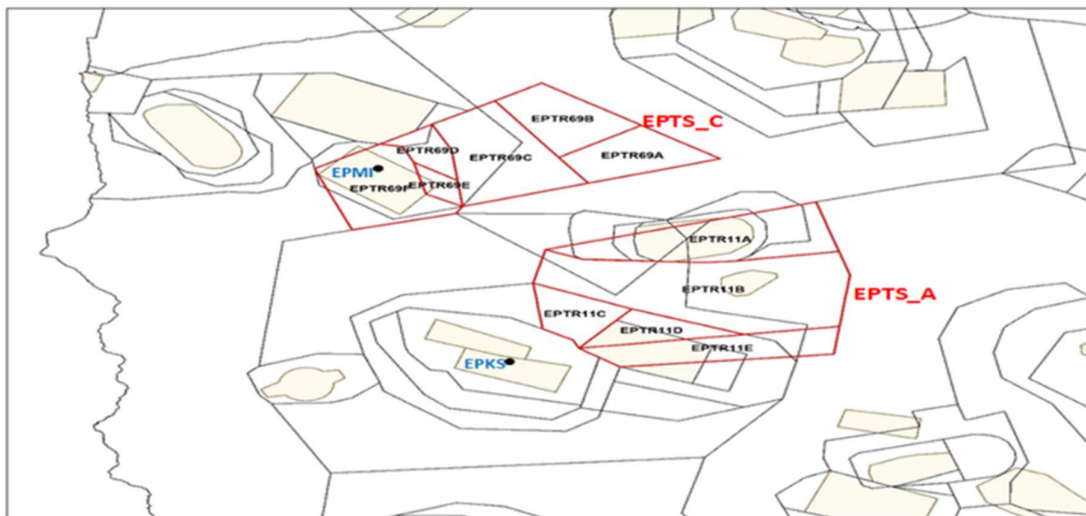 EPTR69B
EPTS_C
EPTR69D
EPTR69C
EPTR69A
EPMI
EPTR69F
EPTR69E
EPTR11A
EPTR11B
EPTS_A
EPTR11C
EPTR11D
EPTR11E
EPKS